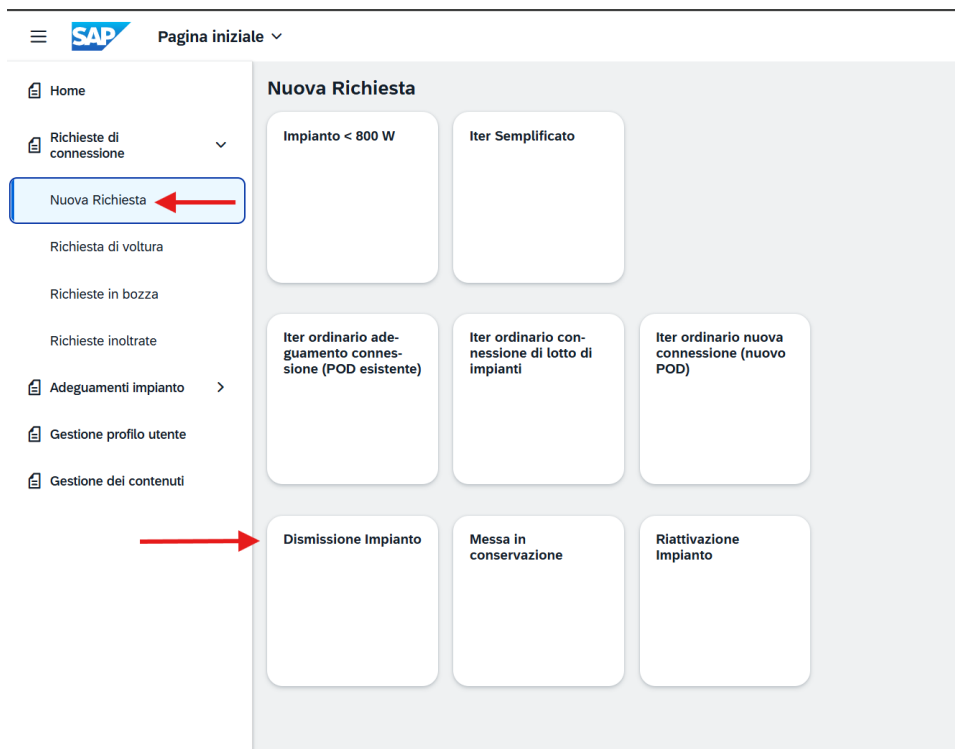 SAP
Pagina iniziale
Home
Richieste di
connessione
Nuova Richiesta
Richiesta di voltura
Richieste in bozza
Richieste inoltrate
Adeguamenti impianto
Gestione profilo utente
Gestione dei contenuti
Nuova Richiesta
Impianto < 800 W
Iter Semplificato
Iter ordinario ade-
guamento connes-
sione (POD esistente)
Iter ordinario con-
nessione di lotto di
impianti
Iter ordinario nuova
connessione (nuovo
POD)
Dismissione Impianto
Messa in
conservazione
Riattivazione
Impianto